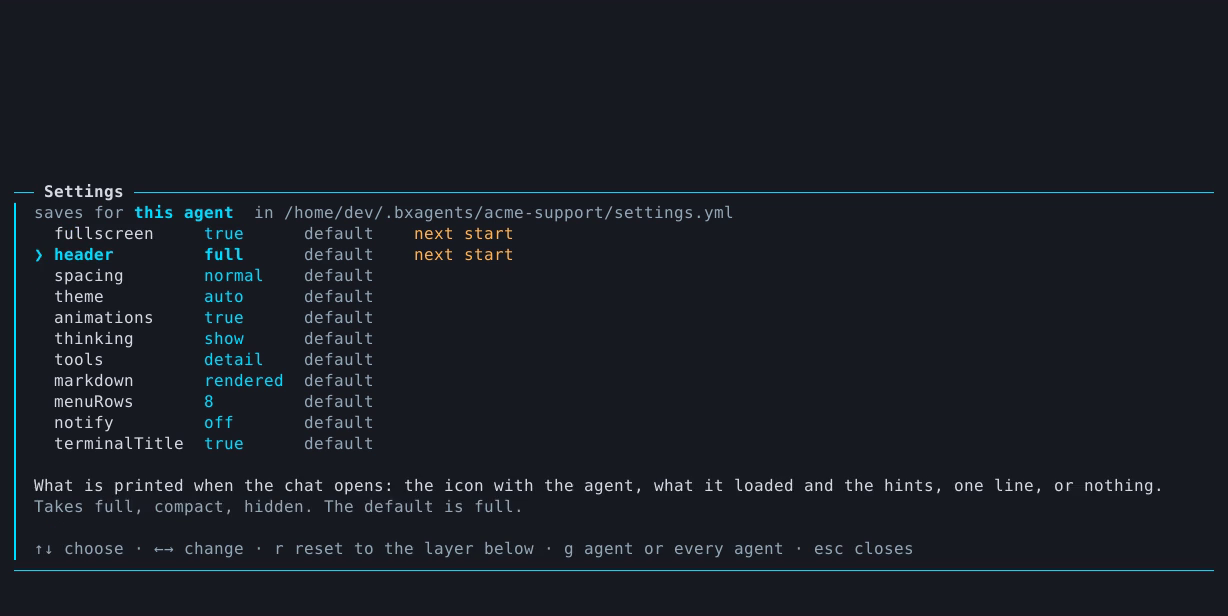 Settings
saves for this agent  in /home/dev/.bxagents/acme-support/settings.yml
fullscreen     true      default    next start
❯ header         full      default    next start
spacing        normal    default
theme          auto      default
animations     true      default
thinking       show      default
tools          detail    default
markdown       rendered  default
menuRows       8         default
notify         off       default
terminalTitle  true      default
What is printed when the chat opens: the icon with the agent, what it loaded and the hints, one line, or nothing.
Takes full, compact, hidden. The default is full.
↑↓ choose · ←→ change · r reset to the layer below · g agent or every agent · esc closes